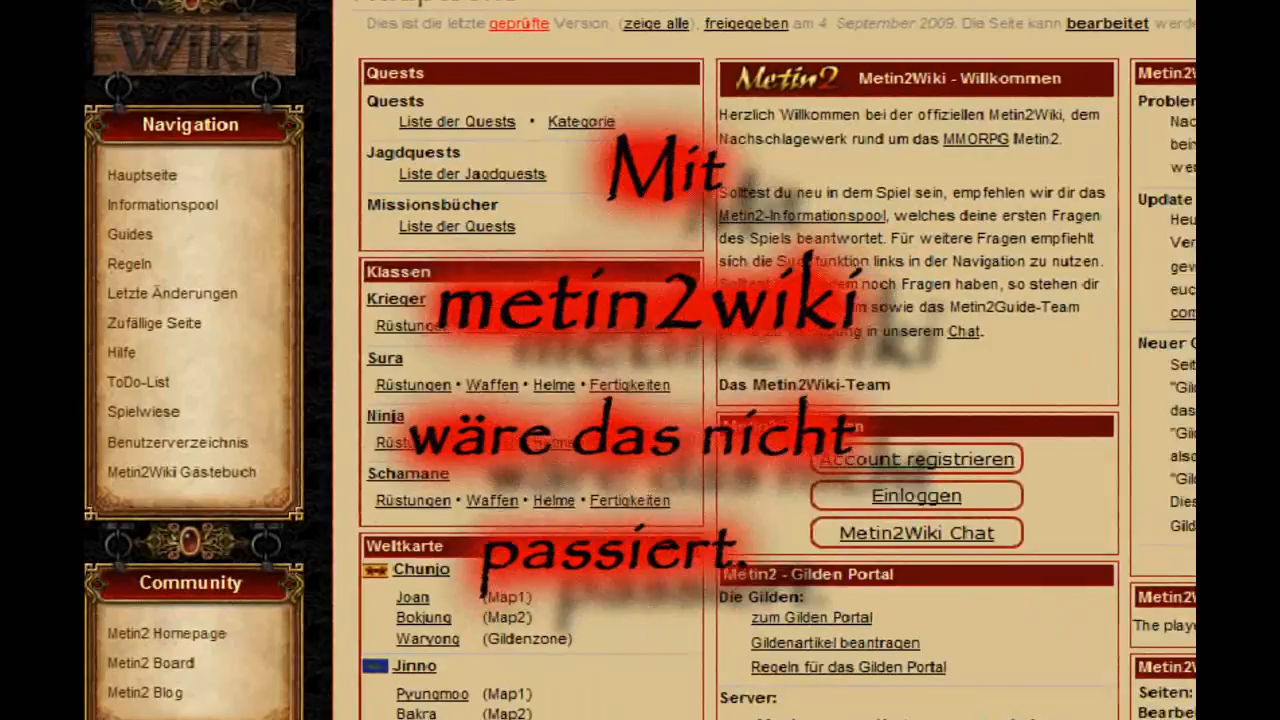 Wiki
Navigation
Hauptseite
Informationspool
Guides
Regeln
Letzte Änderungen
Zufällige Seite
Hilfe
ToDo-List
Spielwiese
Benutzerverzeichnis
Metin2Wiki Gästebuch
Community
Metin2 Homepage
Metin2 Board
Metin2 Blog
Dies ist die letzte geprüfte Version, (zeige alle), freigegeben am 4. September 2009. Die Seite kann bearbeitet
Quests
Quests
Liste der Quests • Kategorie
Jagdquests
Liste der Jagdquests
Missionsbücher
Liste der Quests
Klassen
Krieger
Sura
Rüstungen • Waffen • Helme • Fertigkeiten
Ninja
Schamane
Rüstungen • Waffen • Helme • Fertigkeiten
Weltkarte
Chunjo
Joan (Map1)
Bokjung (Map2)
Waryong (Gildenzone)
Jinno
Pyungmoo (Map1)
Bakra (Map2)
Mit
metin2wiki
wäre das nicht
passiert.
Metin2 Metin2Wiki - Willkommen
Herzlich Willkommen bei der offiziellen Metin2Wiki, dem
Nachschlagewerk rund um das MMORPG Metin2.
Solltest du neu in dem Spiel sein, empfehlen wir dir das
Metin2-Informationspool, welches deine ersten Fragen
des Spiels beantwortet. Für weitere Fragen empfiehlt
sich die Suchfunktion links in der Navigation zu nutzen.
noch Fragen haben, so stehen dir
sowie das Metin2Guide-Team
in unserem Chat.
Das Metin2Wiki-Team
Account registrieren
Einloggen
Metin2Wiki Chat
Metin2 - Gilden Portal
Die Gilden:
zum Gilden Portal
Gildenartikel beantragen
Regeln für das Gilden Portal
Server:
Update
Seiten: